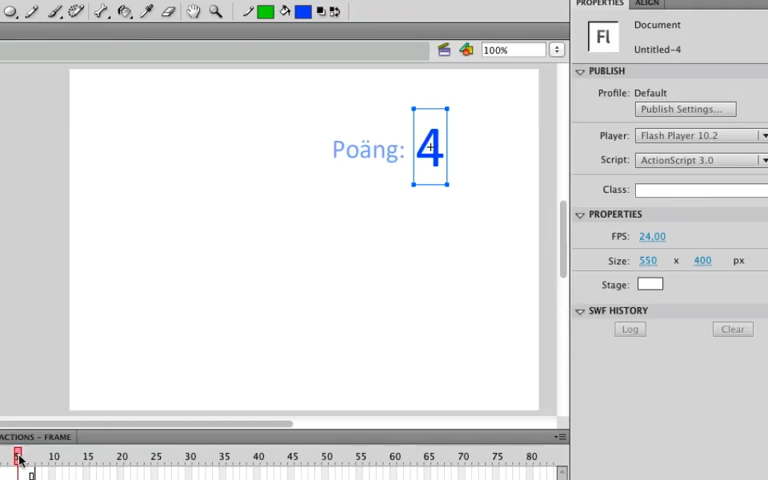 PROPERTIES ALIGN
Fl
Document
Untitled-4
100%
PUBLISH
Profile: Default
Publish Settings...
Player: Flash Player 10.2
Script: ActionScript 3.0
Class:
PROPERTIES
FPS: 24,00
Size: 550 x 400 px
Stage:
SWF HISTORY
Log Clear
Poäng: 4
ACTIONS – FRAME
5 10 15 20 25 30 35 40 45 50 55 60 65 70 75 80